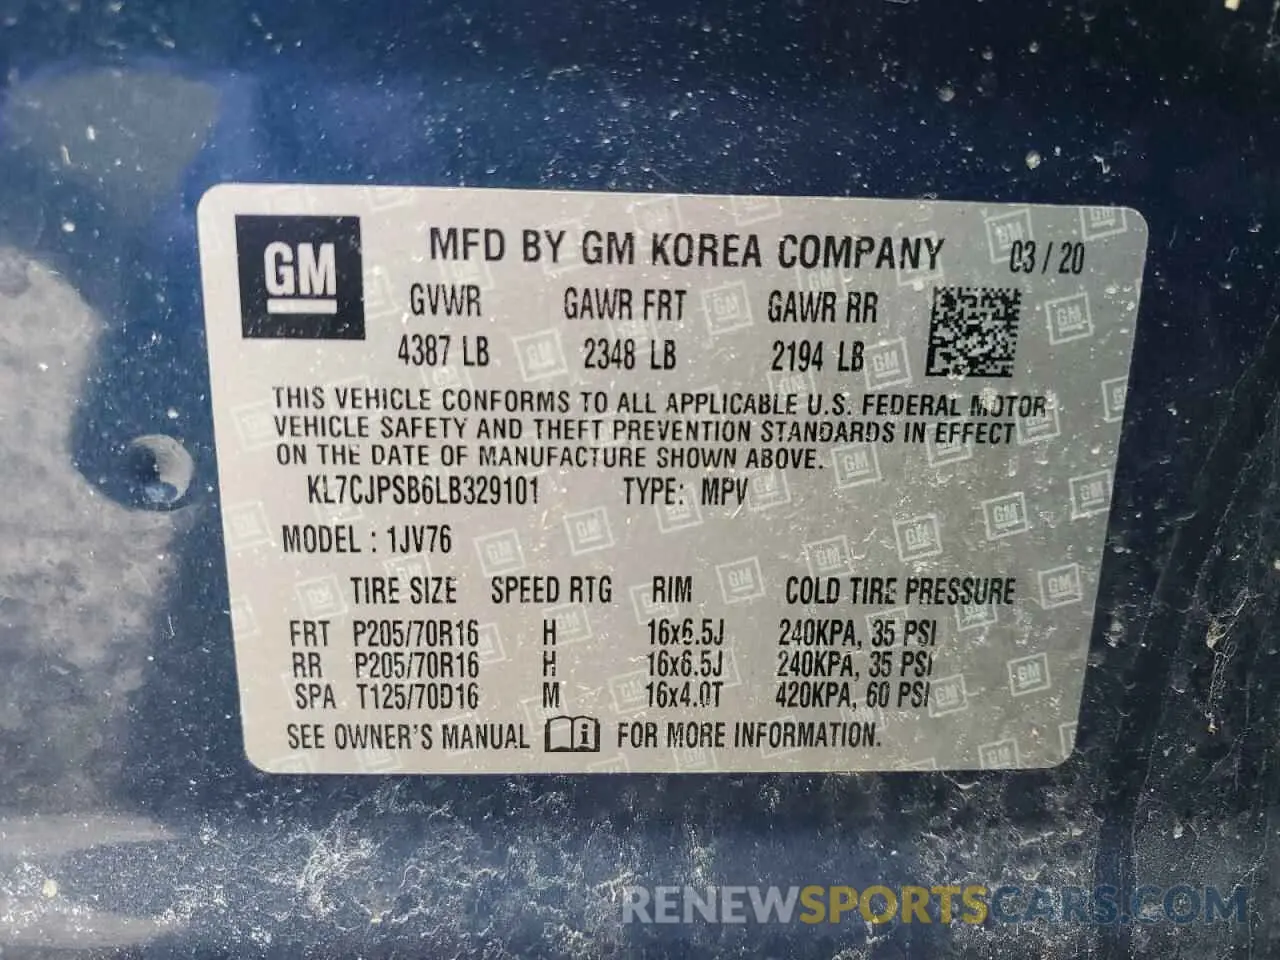 GM
MFD BY GM KOREA COMPANY 03/20
GVWR GAWR FRT GAWR RR
4387 LB 2348 LB 2194 LB
THIS VEHICLE CONFORMS TO ALL APPLICABLE U.S. FEDERAL MOTOR
VEHICLE SAFETY AND THEFT PREVENTION STANDARDS IN EFFECT
ON THE DATE OF MANUFACTURE SHOWN ABOVE.
KL7CJPSB6LB329101 TYPE: MPV
MODEL : 1JV76
TIRE SIZE SPEED RTG RIM COLD TIRE PRESSURE
FRT P205/70R16 H 16x6.5J 240KPA, 35 PSI
RR P205/70R16 H 16x6.5J 240KPA, 35 PSI
SPA T125/70D16 M 16x4.0T 420KPA, 60 PSI
SEE OWNER'S MANUAL FOR MORE INFORMATION.
RENEWSPORTSCARS.COM